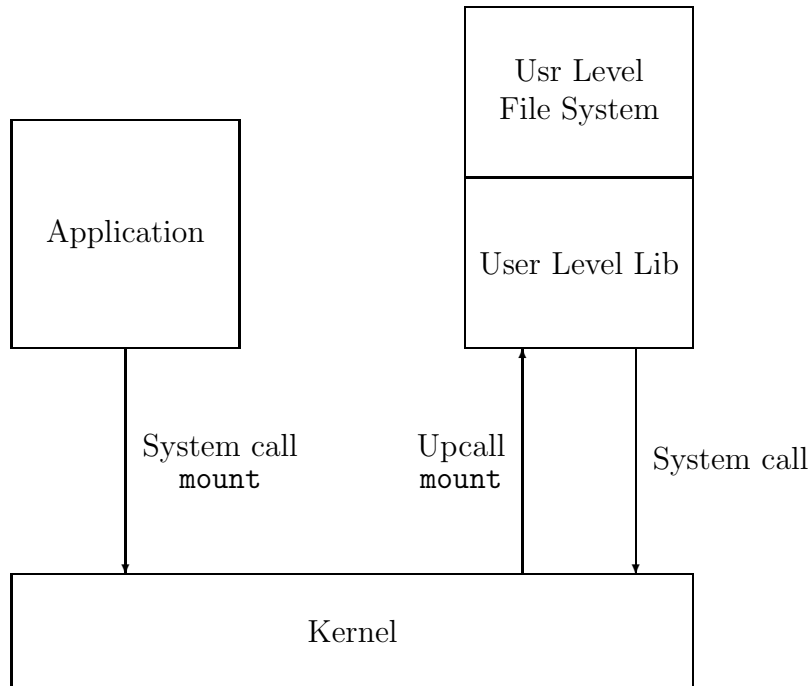 Usr Level
File System
Application
User Level Lib
System call
mount
Upcall
mount
System call
Kernel